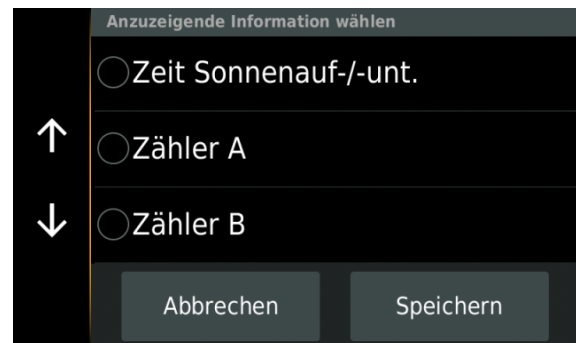 Anzuzeigende Information wählen
Zeit Sonnenauf-/-unt.
Zähler A
Zähler B
Abbrechen Speichern